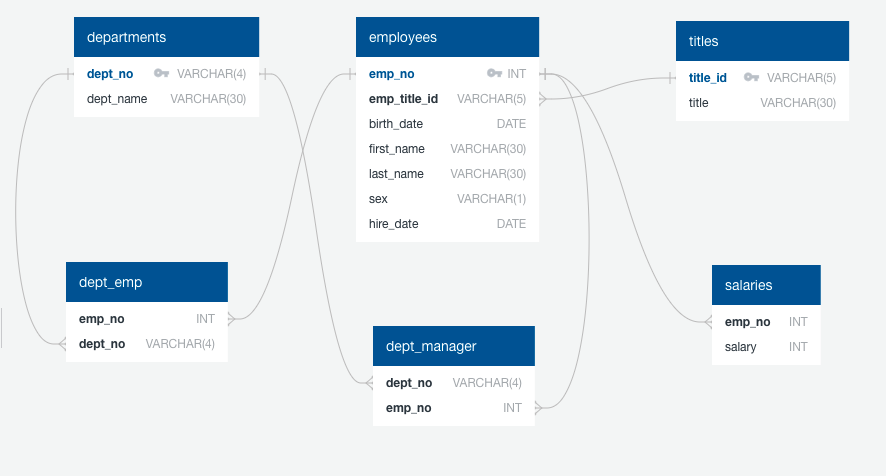 departments
dept_no VARCHAR(4)
dept_name VARCHAR(30)
employees
emp_no INT
emp_title_id VARCHAR(5)
birth_date DATE
first_name VARCHAR(30)
last_name VARCHAR(30)
sex VARCHAR(1)
hire_date DATE
titles
title_id VARCHAR(5)
title VARCHAR(30)
dept_emp
emp_no INT
dept_no VARCHAR(4)
dept_manager
dept_no VARCHAR(4)
emp_no INT
salaries
emp_no INT
salary INT